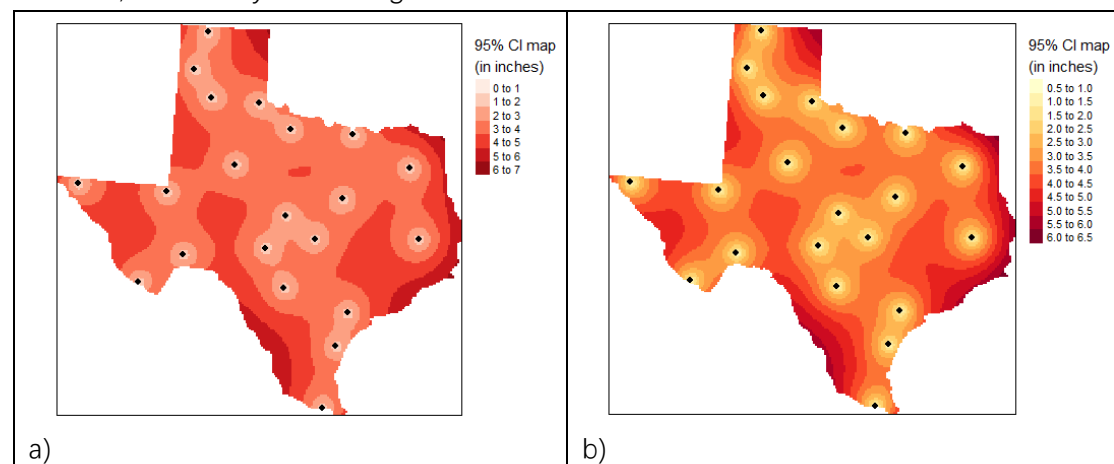 95% CI map
(in inches)
0 to 1
1 to 2
2 to 3
3 to 4
4 to 5
5 to 6
6 to 7
a)
95% CI map
(in inches)
0.5 to 1.0
1.0 to 1.5
1.5 to 2.0
2.0 to 2.5
2.5 to 3.0
3.0 to 3.5
3.5 to 4.0
4.0 to 4.5
4.5 to 5.0
5.0 to 5.5
5.5 to 6.0
6.0 to 6.5
b)